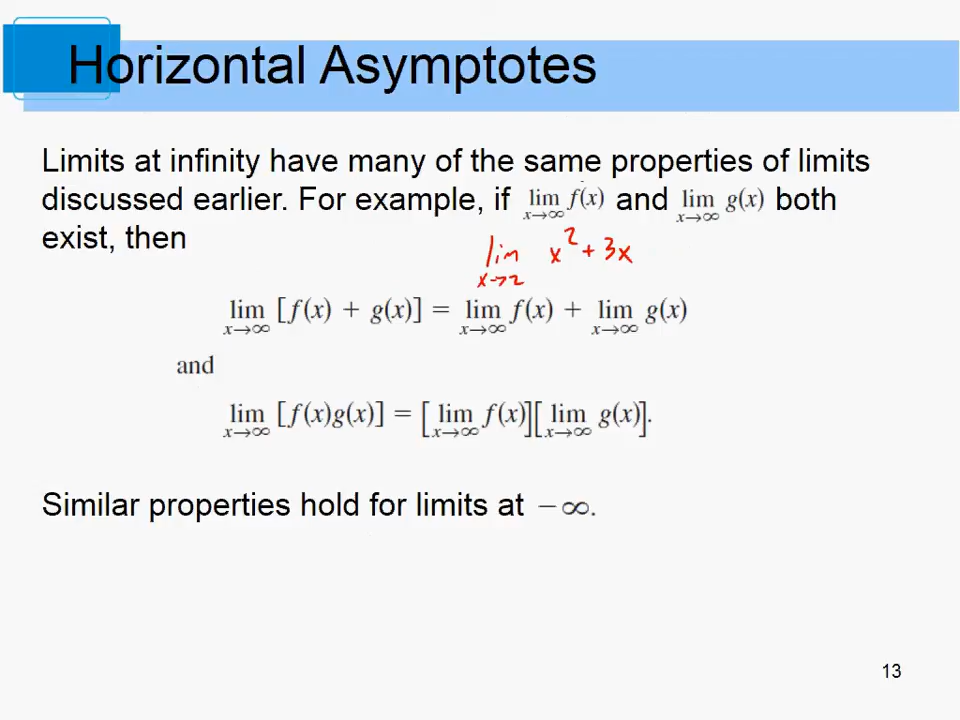 Horizontal Asymptotes
Limits at infinity have many of the same properties of limits
discussed earlier. For example, if lim x→∞ f(x) and lim x→∞ g(x) both
exist, then
lim x→2 x² + 3x
lim x→∞ [f(x) + g(x)] = lim x→∞ f(x) + lim x→∞ g(x)
and
lim x→∞ [f(x)g(x)] = [lim x→∞ f(x)][lim x→∞ g(x)].
Similar properties hold for limits at −∞.
13